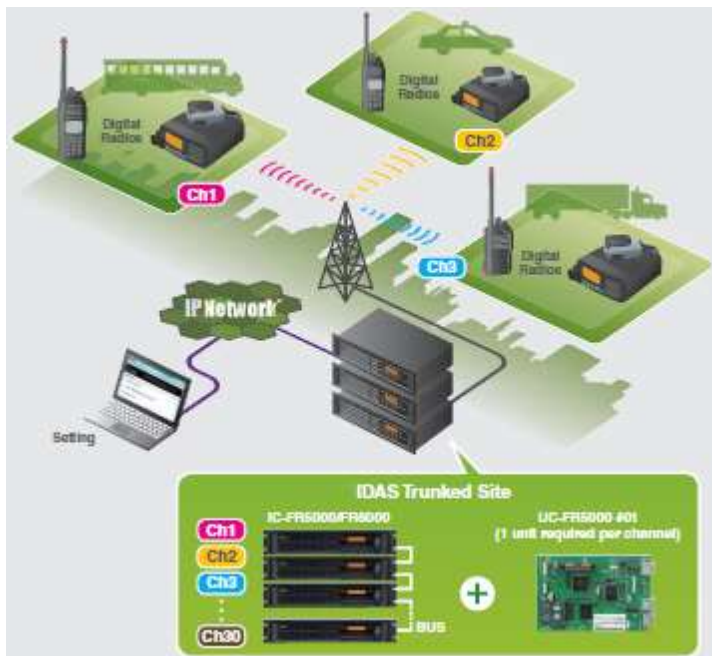 Digital
Radios
Ch1
Digital
Radios
Ch2
Digital
Radios
Ch3
IP Network
Setting
IDAS Trunked Site
IC-FR5000/FR6000
UC-FR5000 #01
(1 unit required per channel)
Ch1
Ch2
Ch3
Ch30
BUS